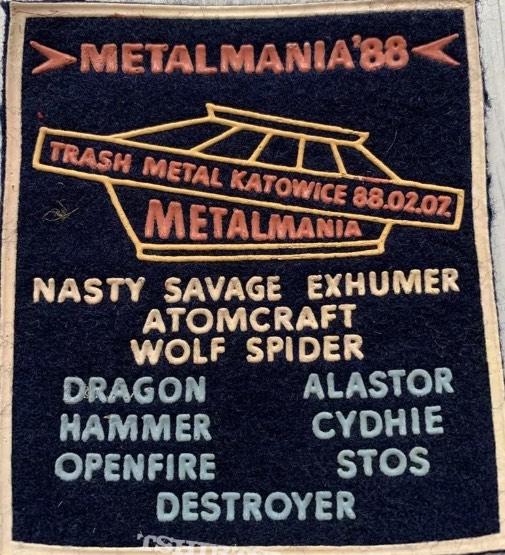 METALMANIA'88
TRASH METAL KATOWICE 88.02.07.
METALMANIA
NASTY SAVAGE EXHUMER
ATOMCRAFT
WOLF SPIDER
DRAGON ALASTOR
HAMMER CYDHIE
OPENFIRE STOS
DESTROYER